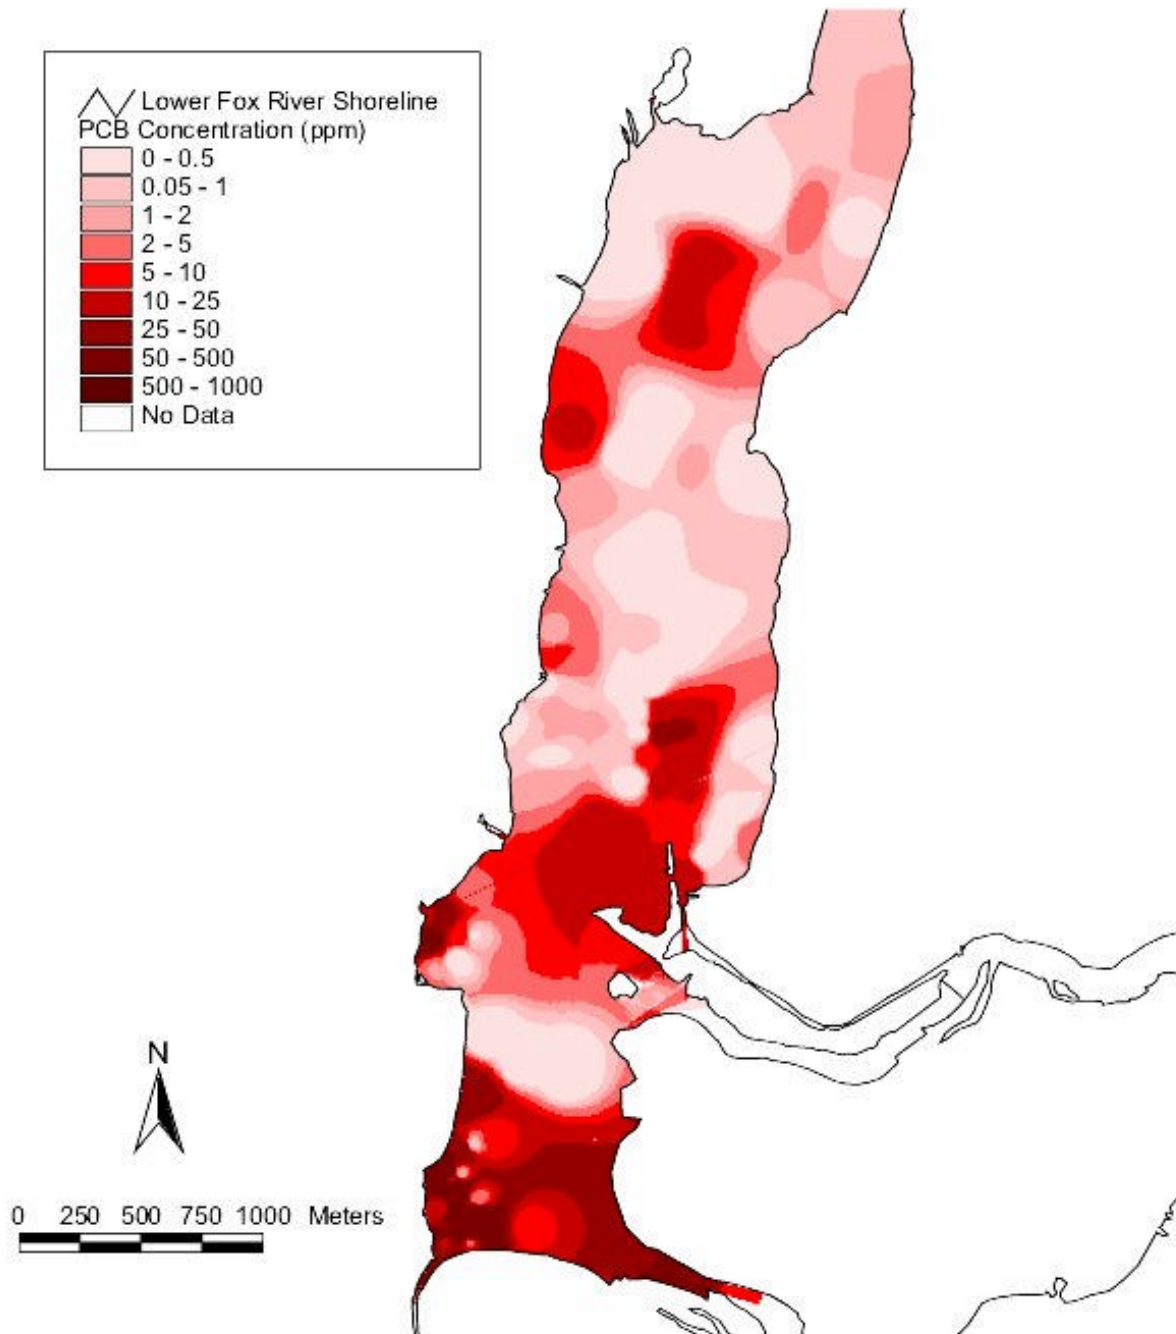 Lower Fox River Shoreline
PCB Concentration (ppm)
0 - 0.5
0.05 - 1
1 - 2
2 - 5
5 - 10
10 - 25
25 - 50
50 - 500
500 - 1000
No Data
N
0 250 500 750 1000 Meters